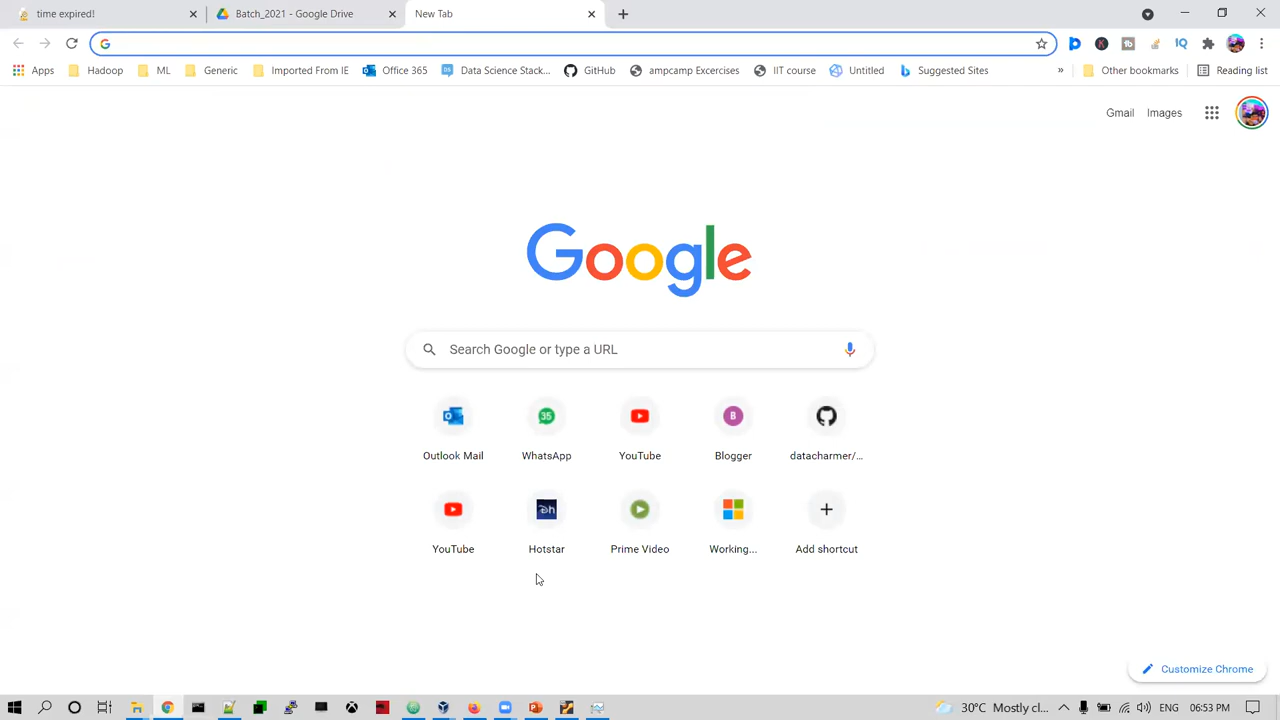 time expired!
Batch_2021 - Google Drive
New Tab
Apps
Hadoop
ML
Generic
Imported From IE
Office 365
Data Science Stack...
GitHub
ampcamp Excercises
IIT course
Untitled
Suggested Sites
»
Other bookmarks
Reading list
Gmail
Images
Google
Search Google or type a URL
35
B
Outlook Mail
WhatsApp
YouTube
Blogger
datacharmer/...
YouTube
Hotstar
Prime Video
Working...
Add shortcut
Customize Chrome
30°C Mostly cl...
ENG
06:53 PM